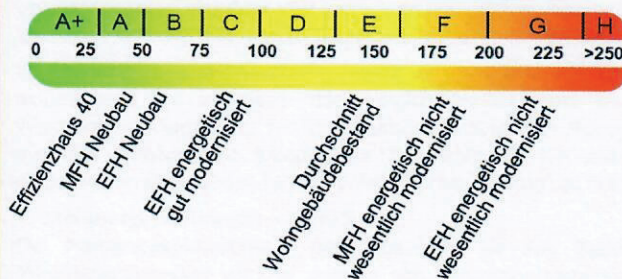 A+ A B C D E F G H
0 25 50 75 100 125 150 175 200 225 >250
Effizienzhaus 40
MFH Neubau
EFH Neubau
EFH energetisch
gut modernisiert
Durchschnitt
Wohngebäudebestand
MFH energetisch nicht
wesentlich modernisiert
EFH energetisch nicht
wesentlich modernisiert